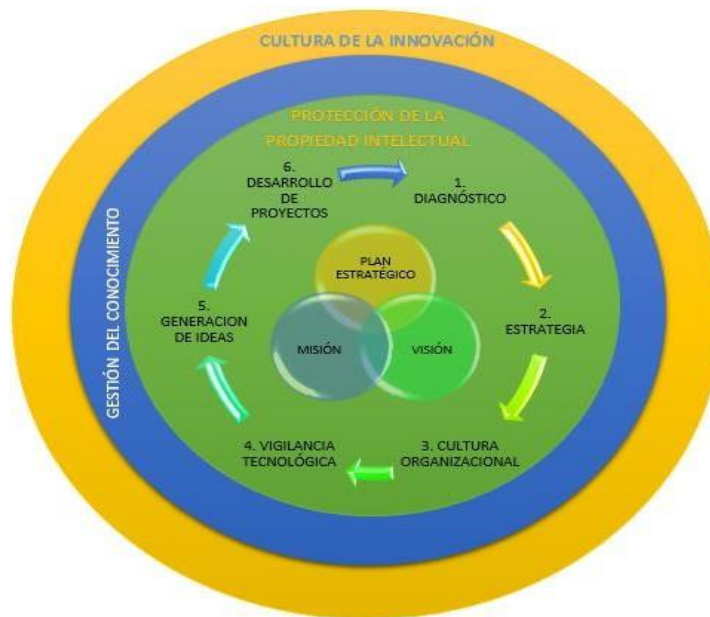 CULTURA DE LA INNOVACIÓN
GESTIÓN DEL CONOCIMIENTO
PROTECCIÓN DE LA
PROPIEDAD INTELECTUAL
1.
DIAGNÓSTICO
2.
ESTRATEGIA
3. CULTURA
ORGANIZACIONAL
4. VIGILANCIA
TECNOLÓGICA
5.
GENERACION
DE IDEAS
6.
DESARROLLO
DE
PROYECTOS
PLAN
ESTRATÉGICO
MISIÓN
VISIÓN